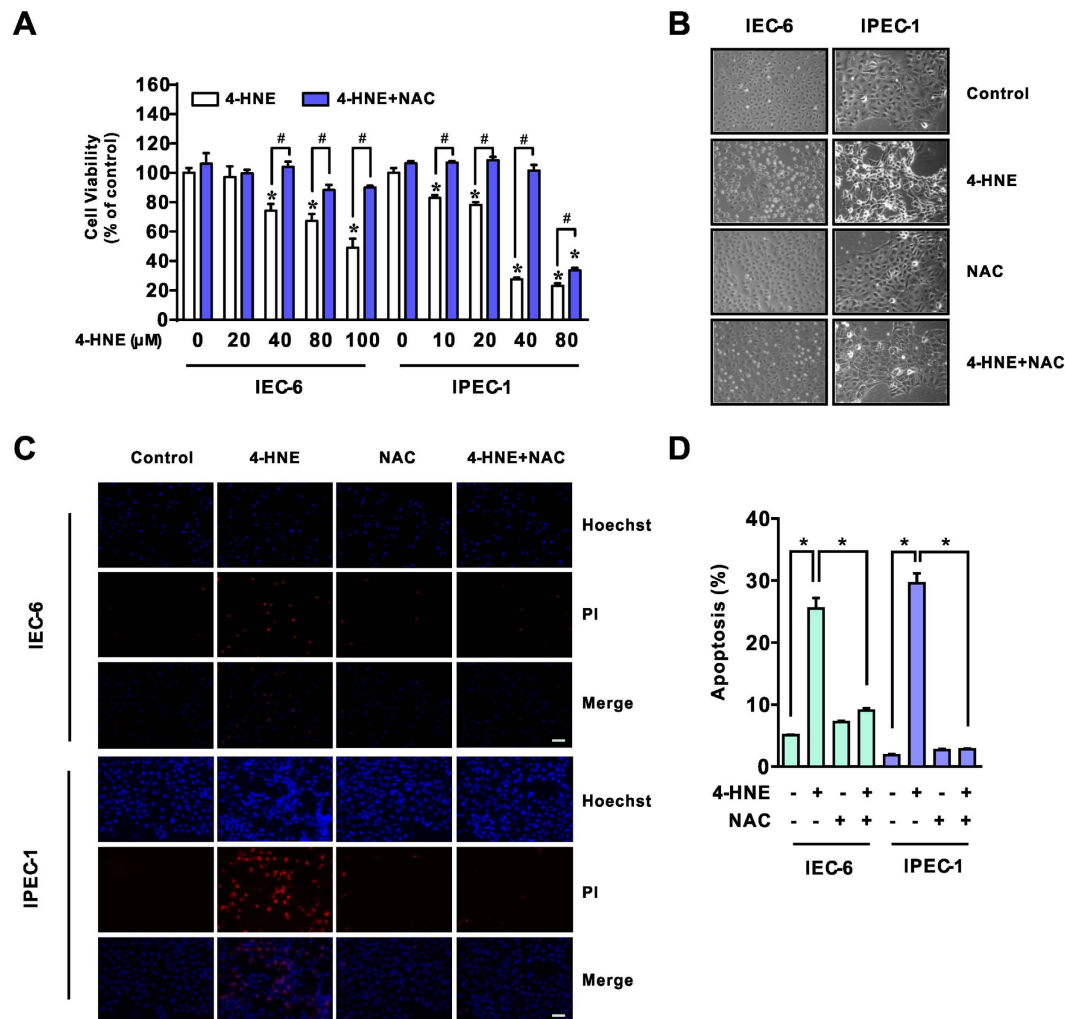 A
160
140
120
100
80
60
40
20
0
Cell Viability
(% of control)
4-HNE
4-HNE+NAC
# # # # # # #
* * * * * * * *
4-HNE (µM) 0 20 40 80 100 0 10 20 40 80
IEC-6 IPEC-1
B
IEC-6 IPEC-1
Control
4-HNE
NAC
4-HNE+NAC
C
Control 4-HNE NAC 4-HNE+NAC
IEC-6
Hoechst
PI
Merge
IPEC-1
Hoechst
PI
Merge
D
40
30
20
10
0
Apoptosis (%)
* * * *
4-HNE - + - + - + - +
NAC - - + + - - + +
IEC-6 IPEC-1